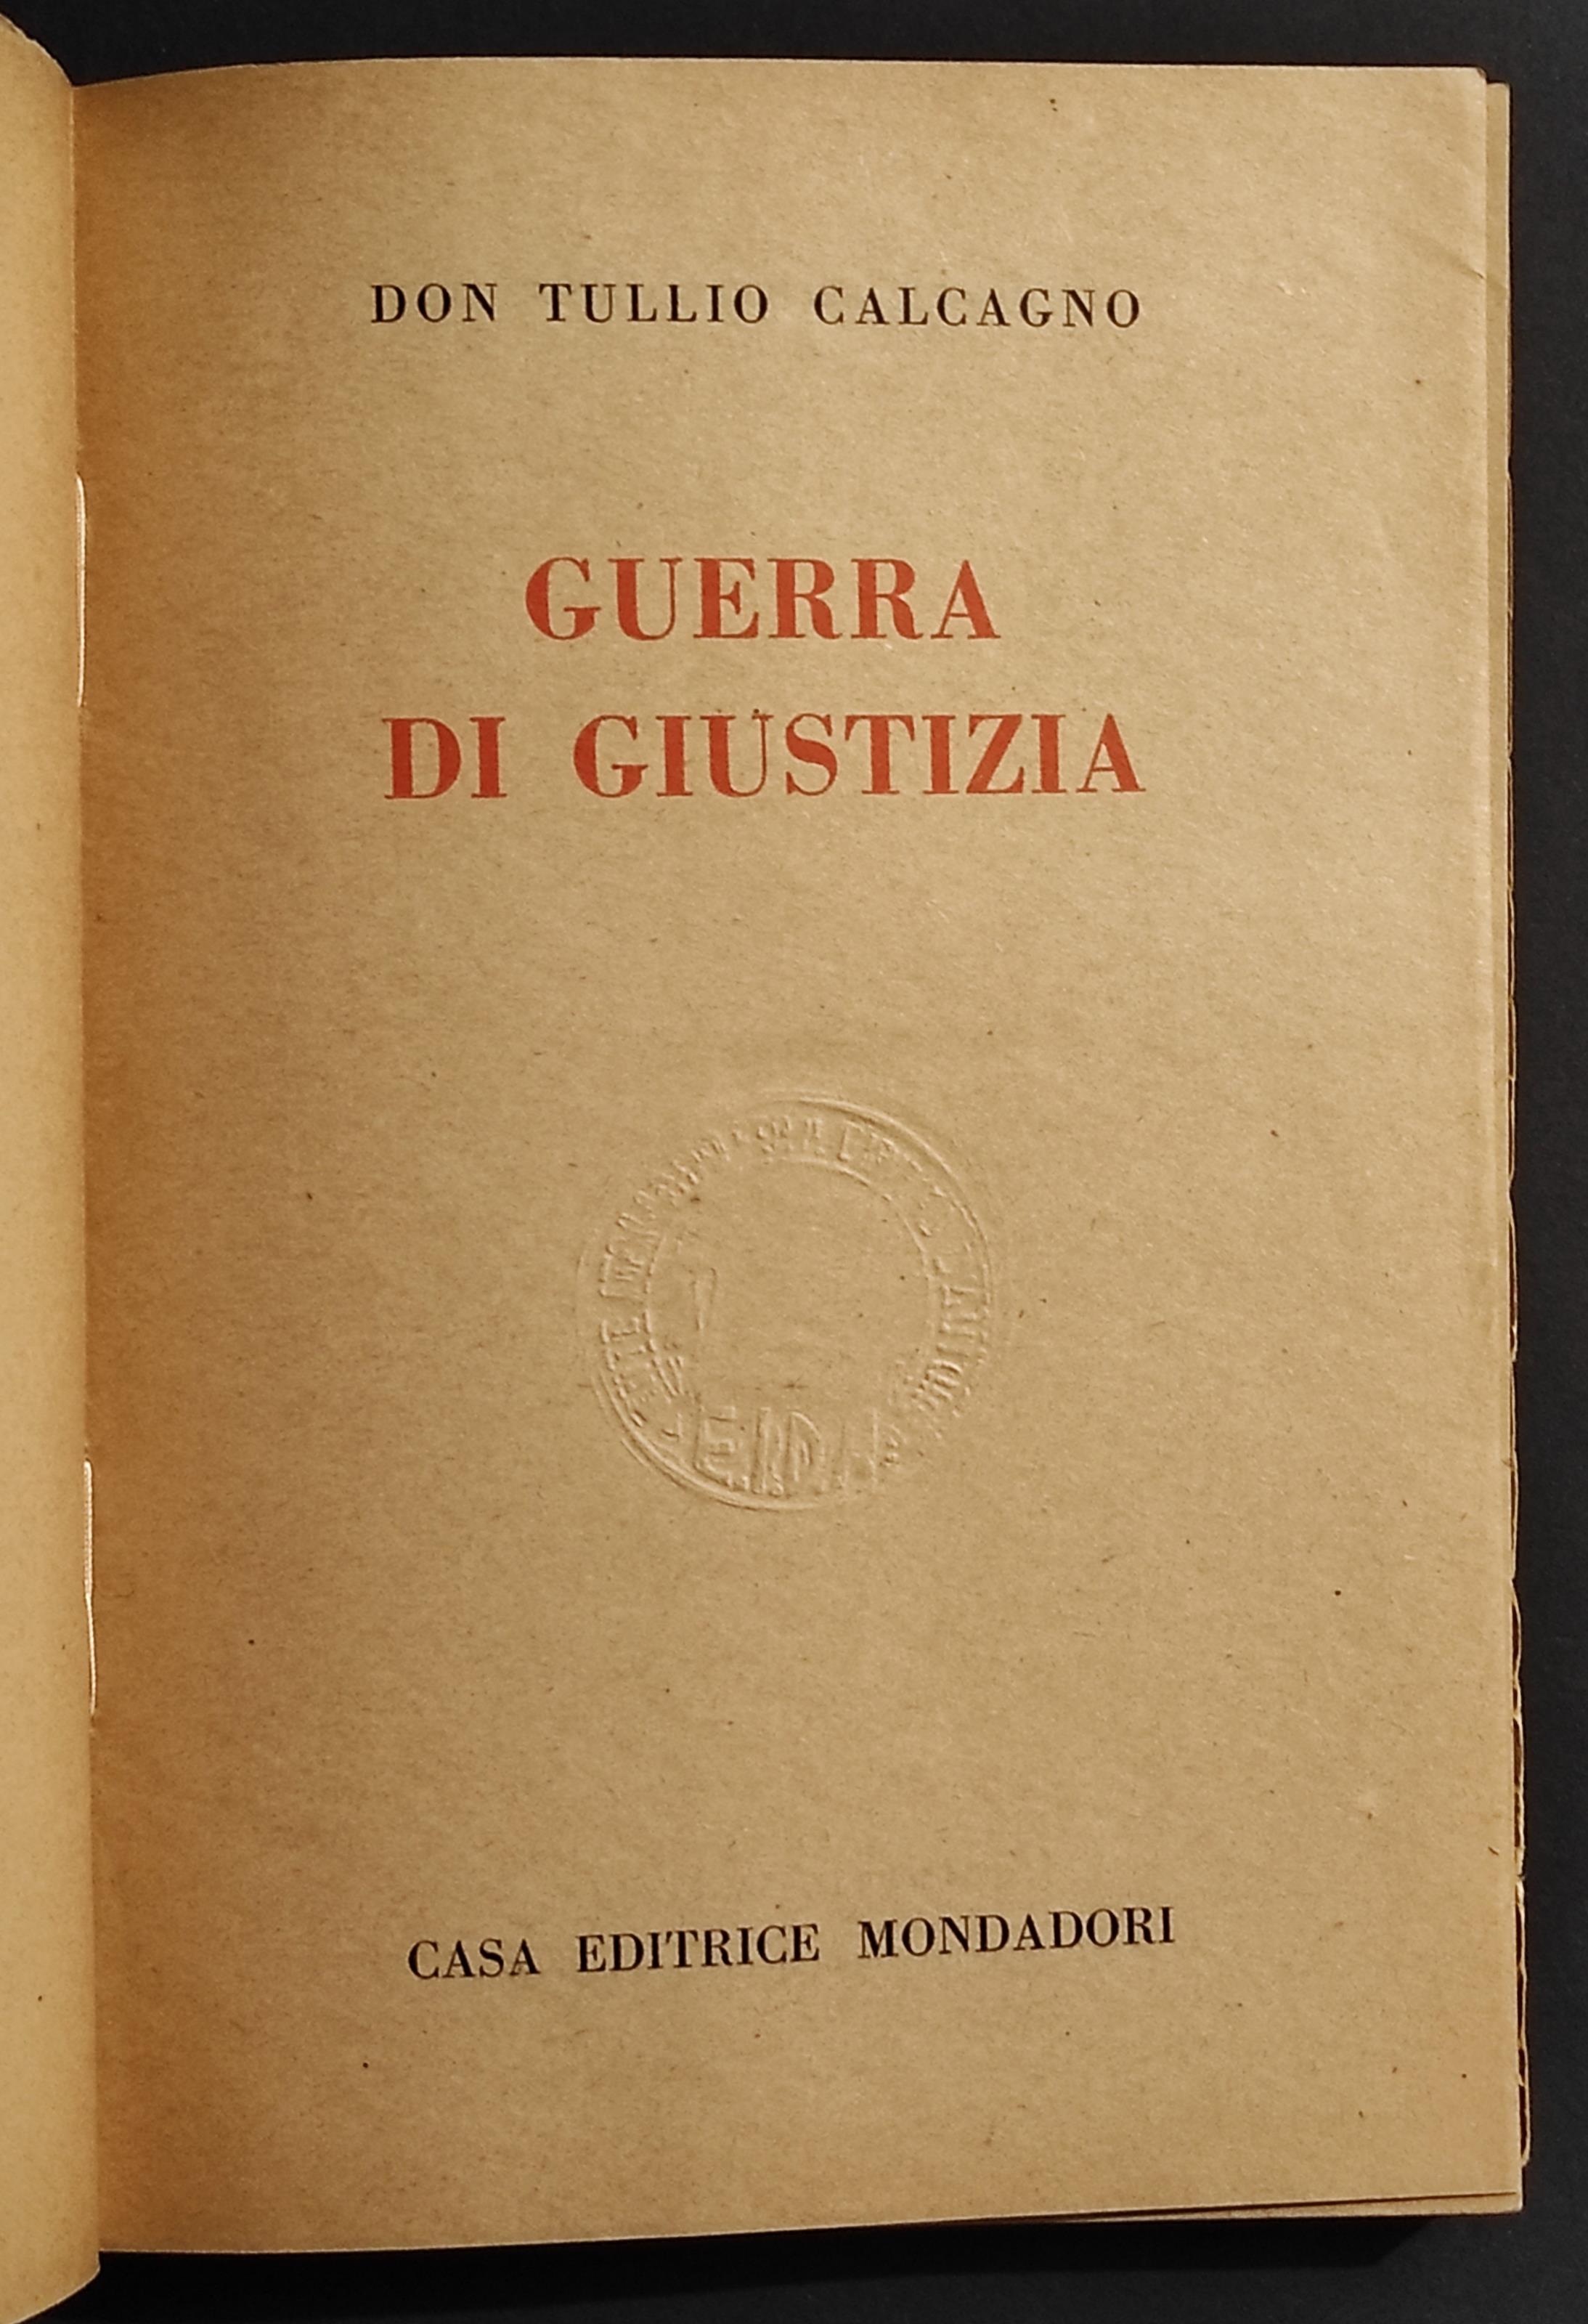 DON TULLIO CALCAGNO
GUERRA
DI GIUSTIZIA
CASA EDITRICE MONDADORI